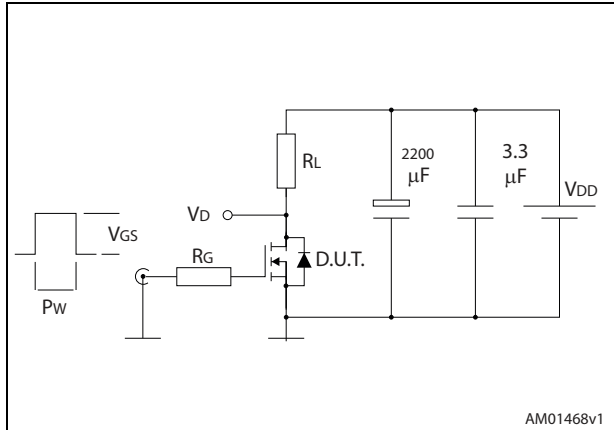 2200
μF
3.3
μF
VDD
RL
VD
VGS
RG
D.U.T.
PW
AM01468v1